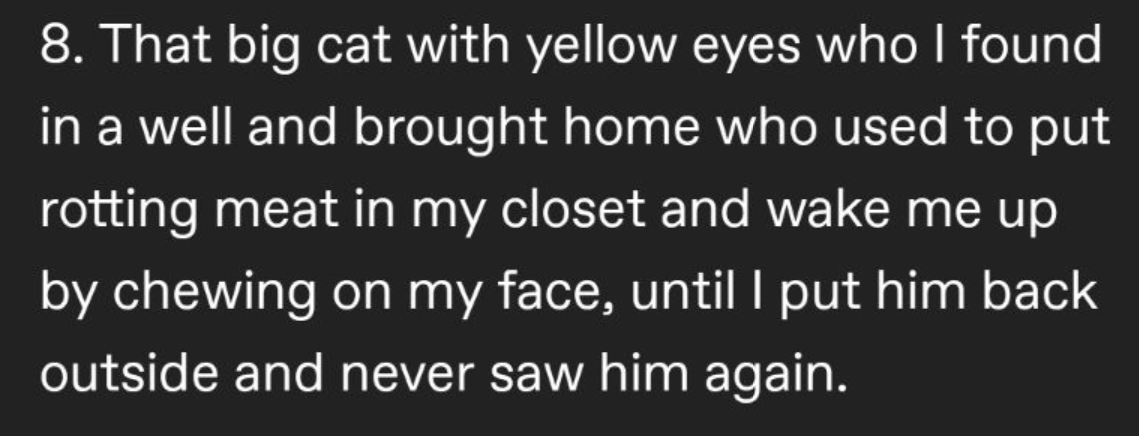 8. That big cat with yellow eyes who I found
in a well and brought home who used to put
rotting meat in my closet and wake me up
by chewing on my face, until I put him back
outside and never saw him again.